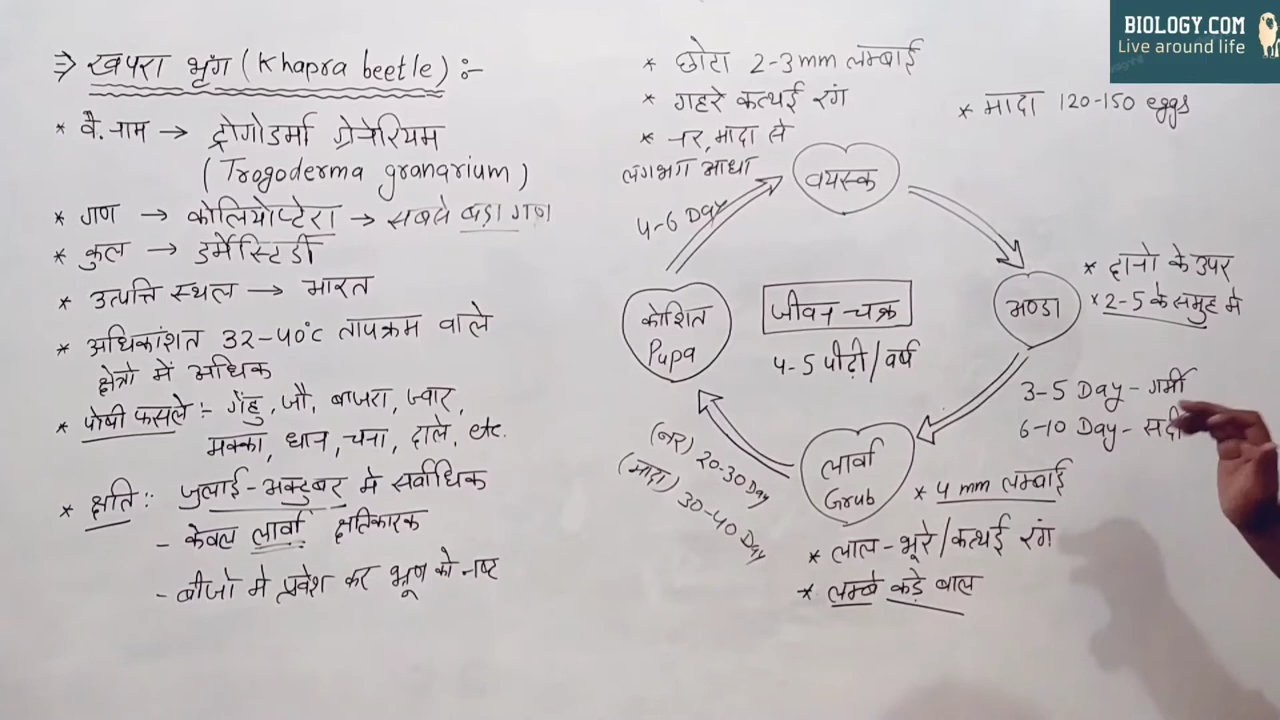 ⇒ खपरा भृंग (Khapra beetle) :-
* वै. नाम → ट्रोगोडर्मा ग्रेनेरियम
(Trogoderma granarium)
* गण → कोलियोप्टेरा → सबसे बड़ा गण
* कुल → डर्मेस्टिडी
* उत्पत्ति स्थल → भारत
* अधिकांशत 32-40°c तापक्रम वाले
क्षेत्रो में अधिक
* पोषी फसले :- गेंहु, जौ, बाजरा, ज्वार,
मक्का, धान, चना, दाले, etc.
* क्षति :- जुलाई-अक्टुबर मे सर्वाधिक
- केवल लार्वा क्षतिकारक
- बीजो मे प्रवेश कर भ्रूण को नष्ट
* छोटा 2-3mm लम्बाई
* गहरे कत्थई रंग
* नर, मादा से
लगभग आधा
वयस्क
* मादा 120-150 eggs
अण्डा
* दानो के उपर
* 2-5 के समुह मे
3-5 Day - गर्मी
6-10 Day - सर्दी
लार्वा
Grub
* 4 mm लम्बाई
* लाल-भूरे/कत्थई रंग
* लम्बे कड़े बाल
(नर) 20-30 Day
(मादा) 30-40 Day
कोशित
Pupa
4-6 Day
जीवन-चक्र
4-5 पीढ़ी/वर्ष
BIOLOGY.COM
Live around life